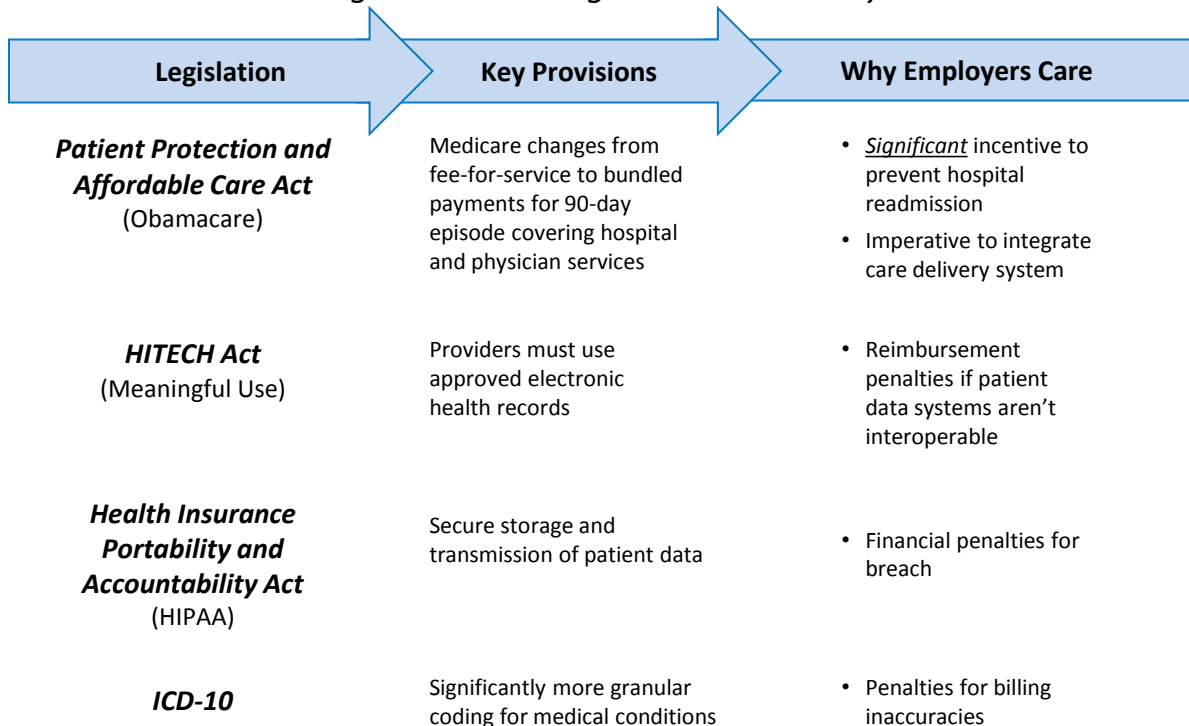 Legislation
Key Provisions
Why Employers Care
Patient Protection and
Affordable Care Act
(Obamacare)
Medicare changes from
fee-for-service to bundled
payments for 90-day
episode covering hospital
and physician services
• Significant incentive to
prevent hospital
readmission
• Imperative to integrate
care delivery system
HITECH Act
(Meaningful Use)
Providers must use
approved electronic
health records
• Reimbursement
penalties if patient
data systems aren't
interoperable
Health Insurance
Portability and
Accountability Act
(HIPAA)
Secure storage and
transmission of patient data
• Financial penalties for
breach
ICD-10
Significantly more granular
coding for medical conditions
• Penalties for billing
inaccuracies